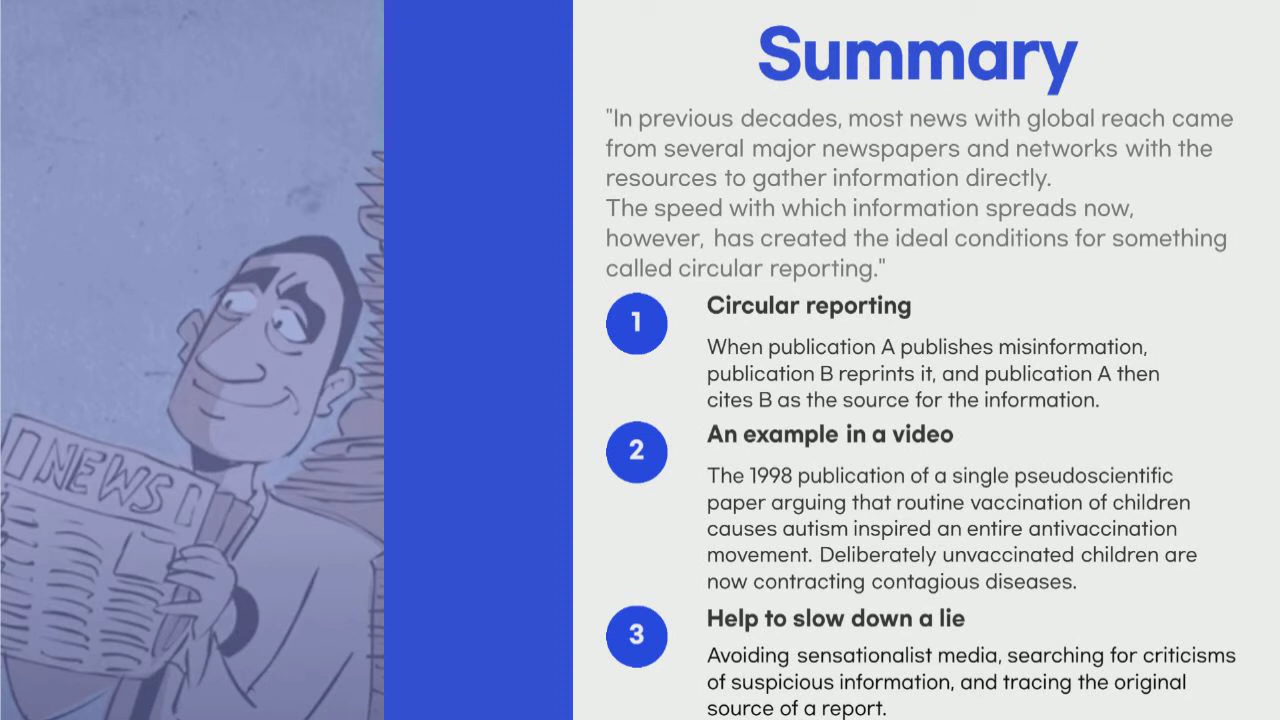 Summary
"In previous decades, most news with global reach came
from several major newspapers and networks with the
resources to gather information directly.
The speed with which information spreads now,
however, has created the ideal conditions for something
called circular reporting."
1
Circular reporting
When publication A publishes misinformation,
publication B reprints it, and publication A then
cites B as the source for the information.
2
An example in a video
The 1998 publication of a single pseudoscientific
paper arguing that routine vaccination of children
causes autism inspired an entire antivaccination
movement. Deliberately unvaccinated children are
now contracting contagious diseases.
3
Help to slow down a lie
Avoiding sensationalist media, searching for criticisms
of suspicious information, and tracing the original
source of a report.
NEWS